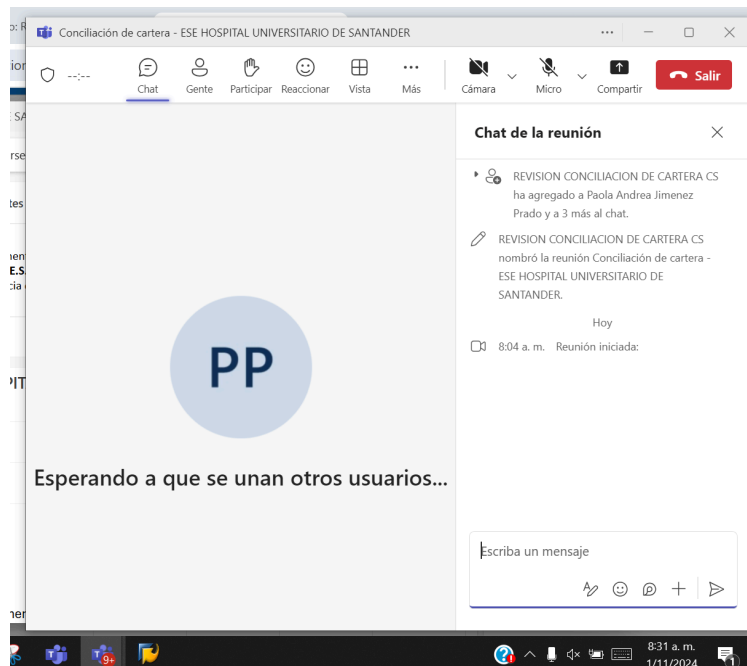 Conciliación de cartera - ESE HOSPITAL UNIVERSITARIO DE SANTANDER
--:--
Chat
Gente
Participar
Reaccionar
Vista
Más
Cámara
Micro
Compartir
Salir
Chat de la reunión
REVISION CONCILIACION DE CARTERA CS
ha agregado a Paola Andrea Jimenez
Prado y a 3 más al chat.
REVISION CONCILIACION DE CARTERA CS
nombró la reunión Conciliación de cartera -
ESE HOSPITAL UNIVERSITARIO DE
SANTANDER.
Hoy
8:04 a. m. Reunión iniciada:
PP
Esperando a que se unan otros usuarios...
Escriba un mensaje
9+
8:31 a. m.
1/11/2024